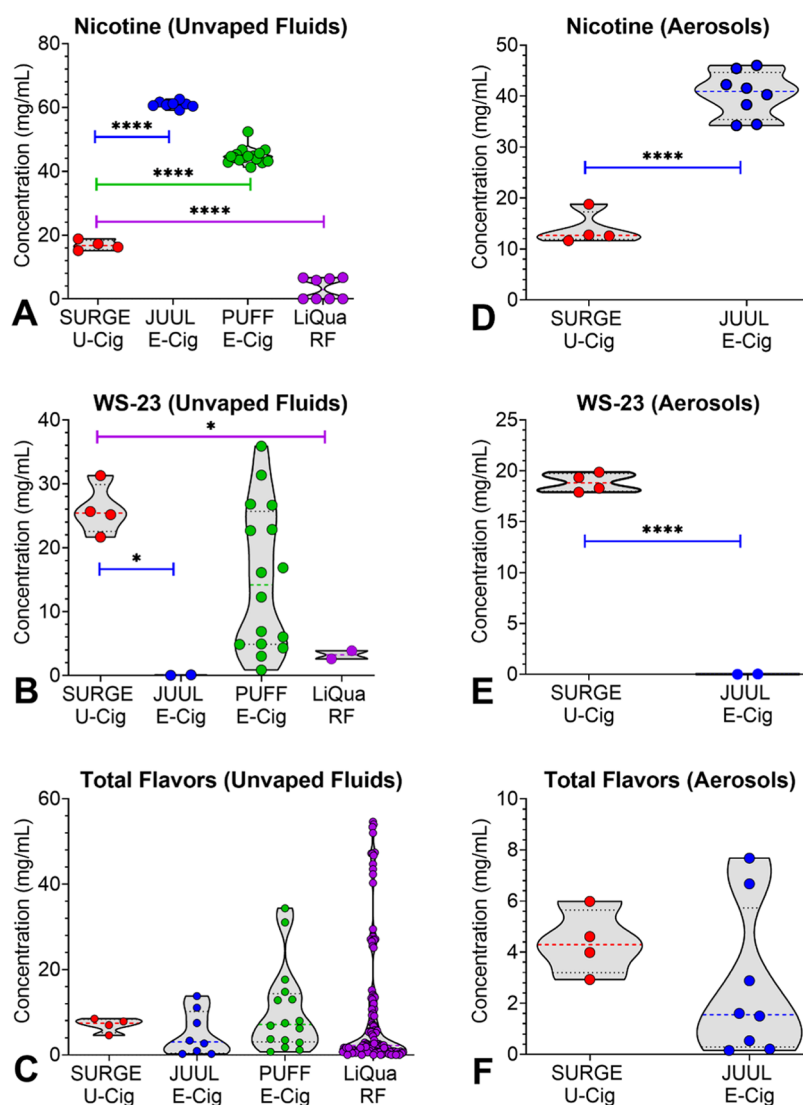 Nicotine (Unvaped Fluids)
Concentration (mg/mL)
80
60
40
20
0
****
****
****
SURGE JUUL PUFF LiQua
U-Cig E-Cig E-Cig RF
A
Nicotine (Aerosols)
Concentration (mg/mL)
50
40
30
20
10
0
****
SURGE JUUL
U-Cig E-Cig
D
WS-23 (Unvaped Fluids)
Concentration (mg/mL)
40
30
20
10
0
*
*
SURGE JUUL PUFF LiQua
U-Cig E-Cig E-Cig RF
B
WS-23 (Aerosols)
Concentration (mg/mL)
25
20
15
10
5
0
****
SURGE JUUL
U-Cig E-Cig
E
Total Flavors (Unvaped Fluids)
Concentration (mg/mL)
60
40
20
0
SURGE JUUL PUFF LiQua
U-Cig E-Cig E-Cig RF
C
Total Flavors (Aerosols)
Concentration (mg/mL)
10
8
6
4
2
0
SURGE JUUL
U-Cig E-Cig
F